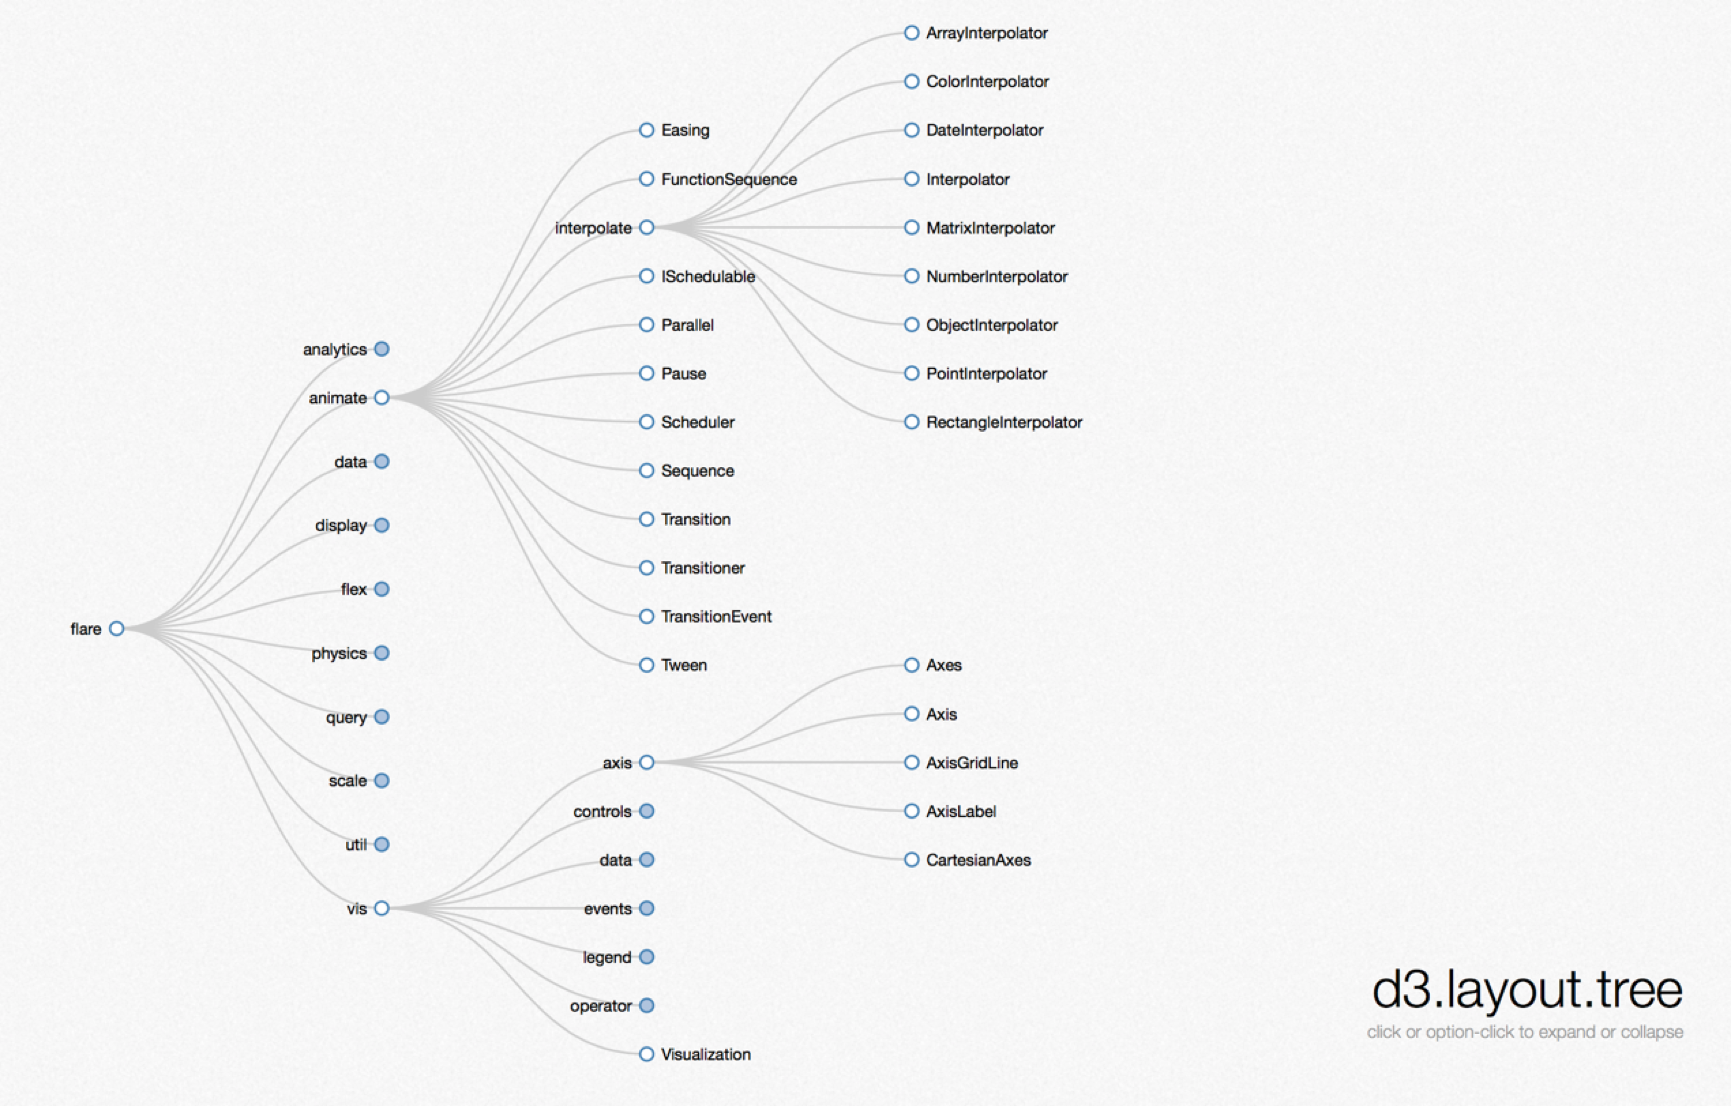 ArrayInterpolator
ColorInterpolator
Easing
DateInterpolator
FunctionSequence
Interpolator
interpolate
MatrixInterpolator
ISchedulable
NumberInterpolator
Parallel
ObjectInterpolator
analytics
Pause
PointInterpolator
animate
Scheduler
RectangleInterpolator
data
Sequence
display
Transition
Transitioner
flex
TransitionEvent
flare
physics
Tween
Axes
query
Axis
axis
AxisGridLine
scale
controls
AxisLabel
util
data
CartesianAxes
vis
events
legend
operator
Visualization
d3.layout.tree
click or option-click to expand or collapse